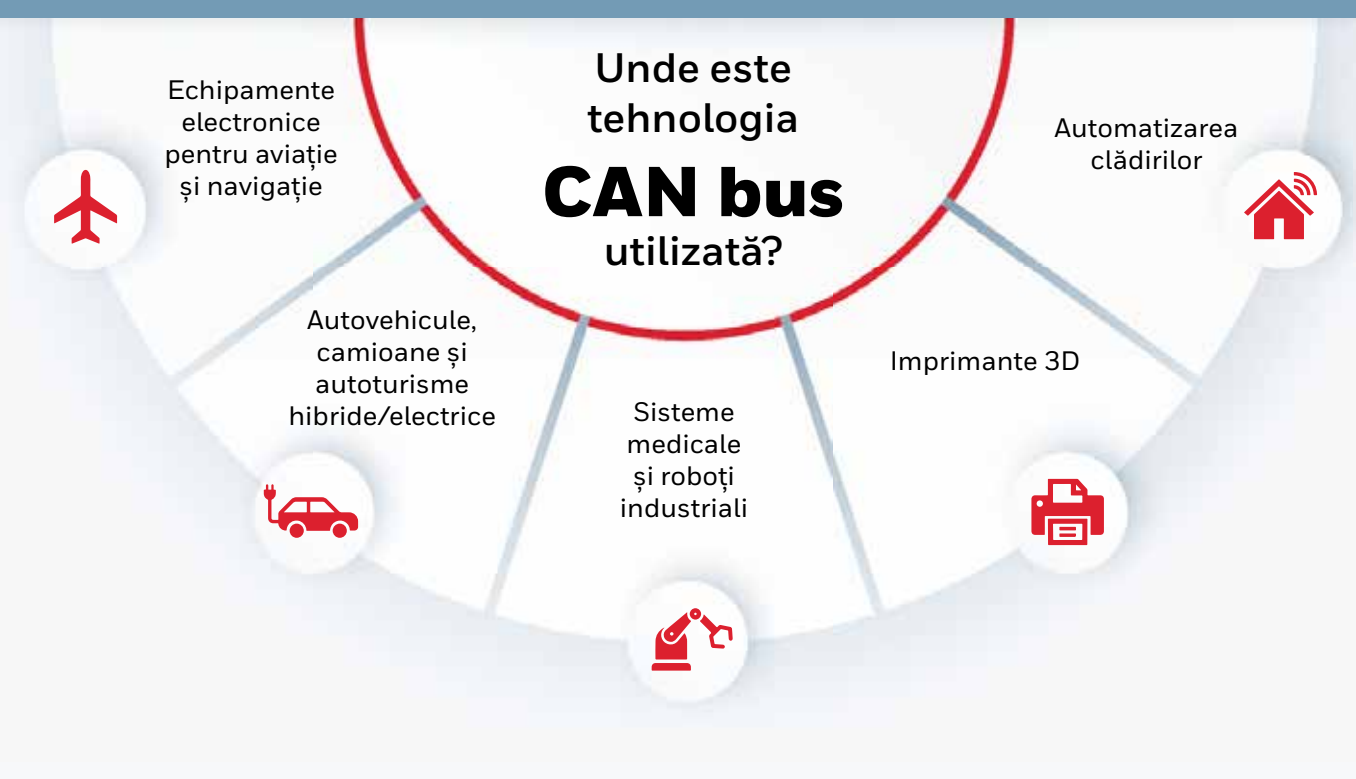 Unde este
tehnologia
CAN bus
utilizată?
Echipamente
electronice
pentru aviație
și navigație
Autovehicule,
camioane și
autoturisme
hibride/electrice
Sisteme
medicale
și roboți
industriali
Imprimante 3D
Automatizarea
clădirilor